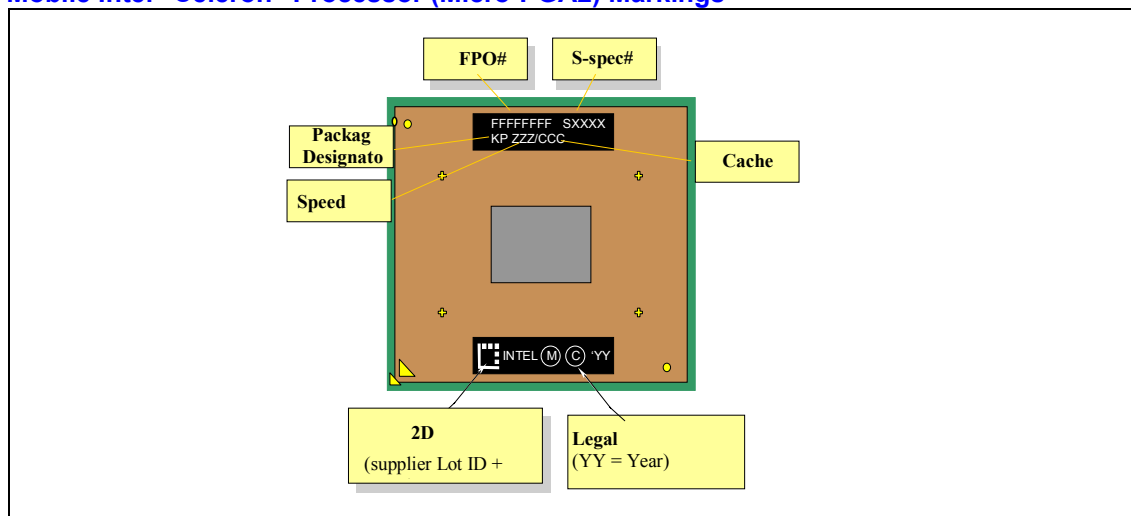 FPO#
S-spec#
FFFFFFFF SXXXX
KP ZZZ/CCC
Packag
Designato
Cache
Speed
INTEL M C 'YY
2D
(supplier Lot ID +
Legal
(YY = Year)